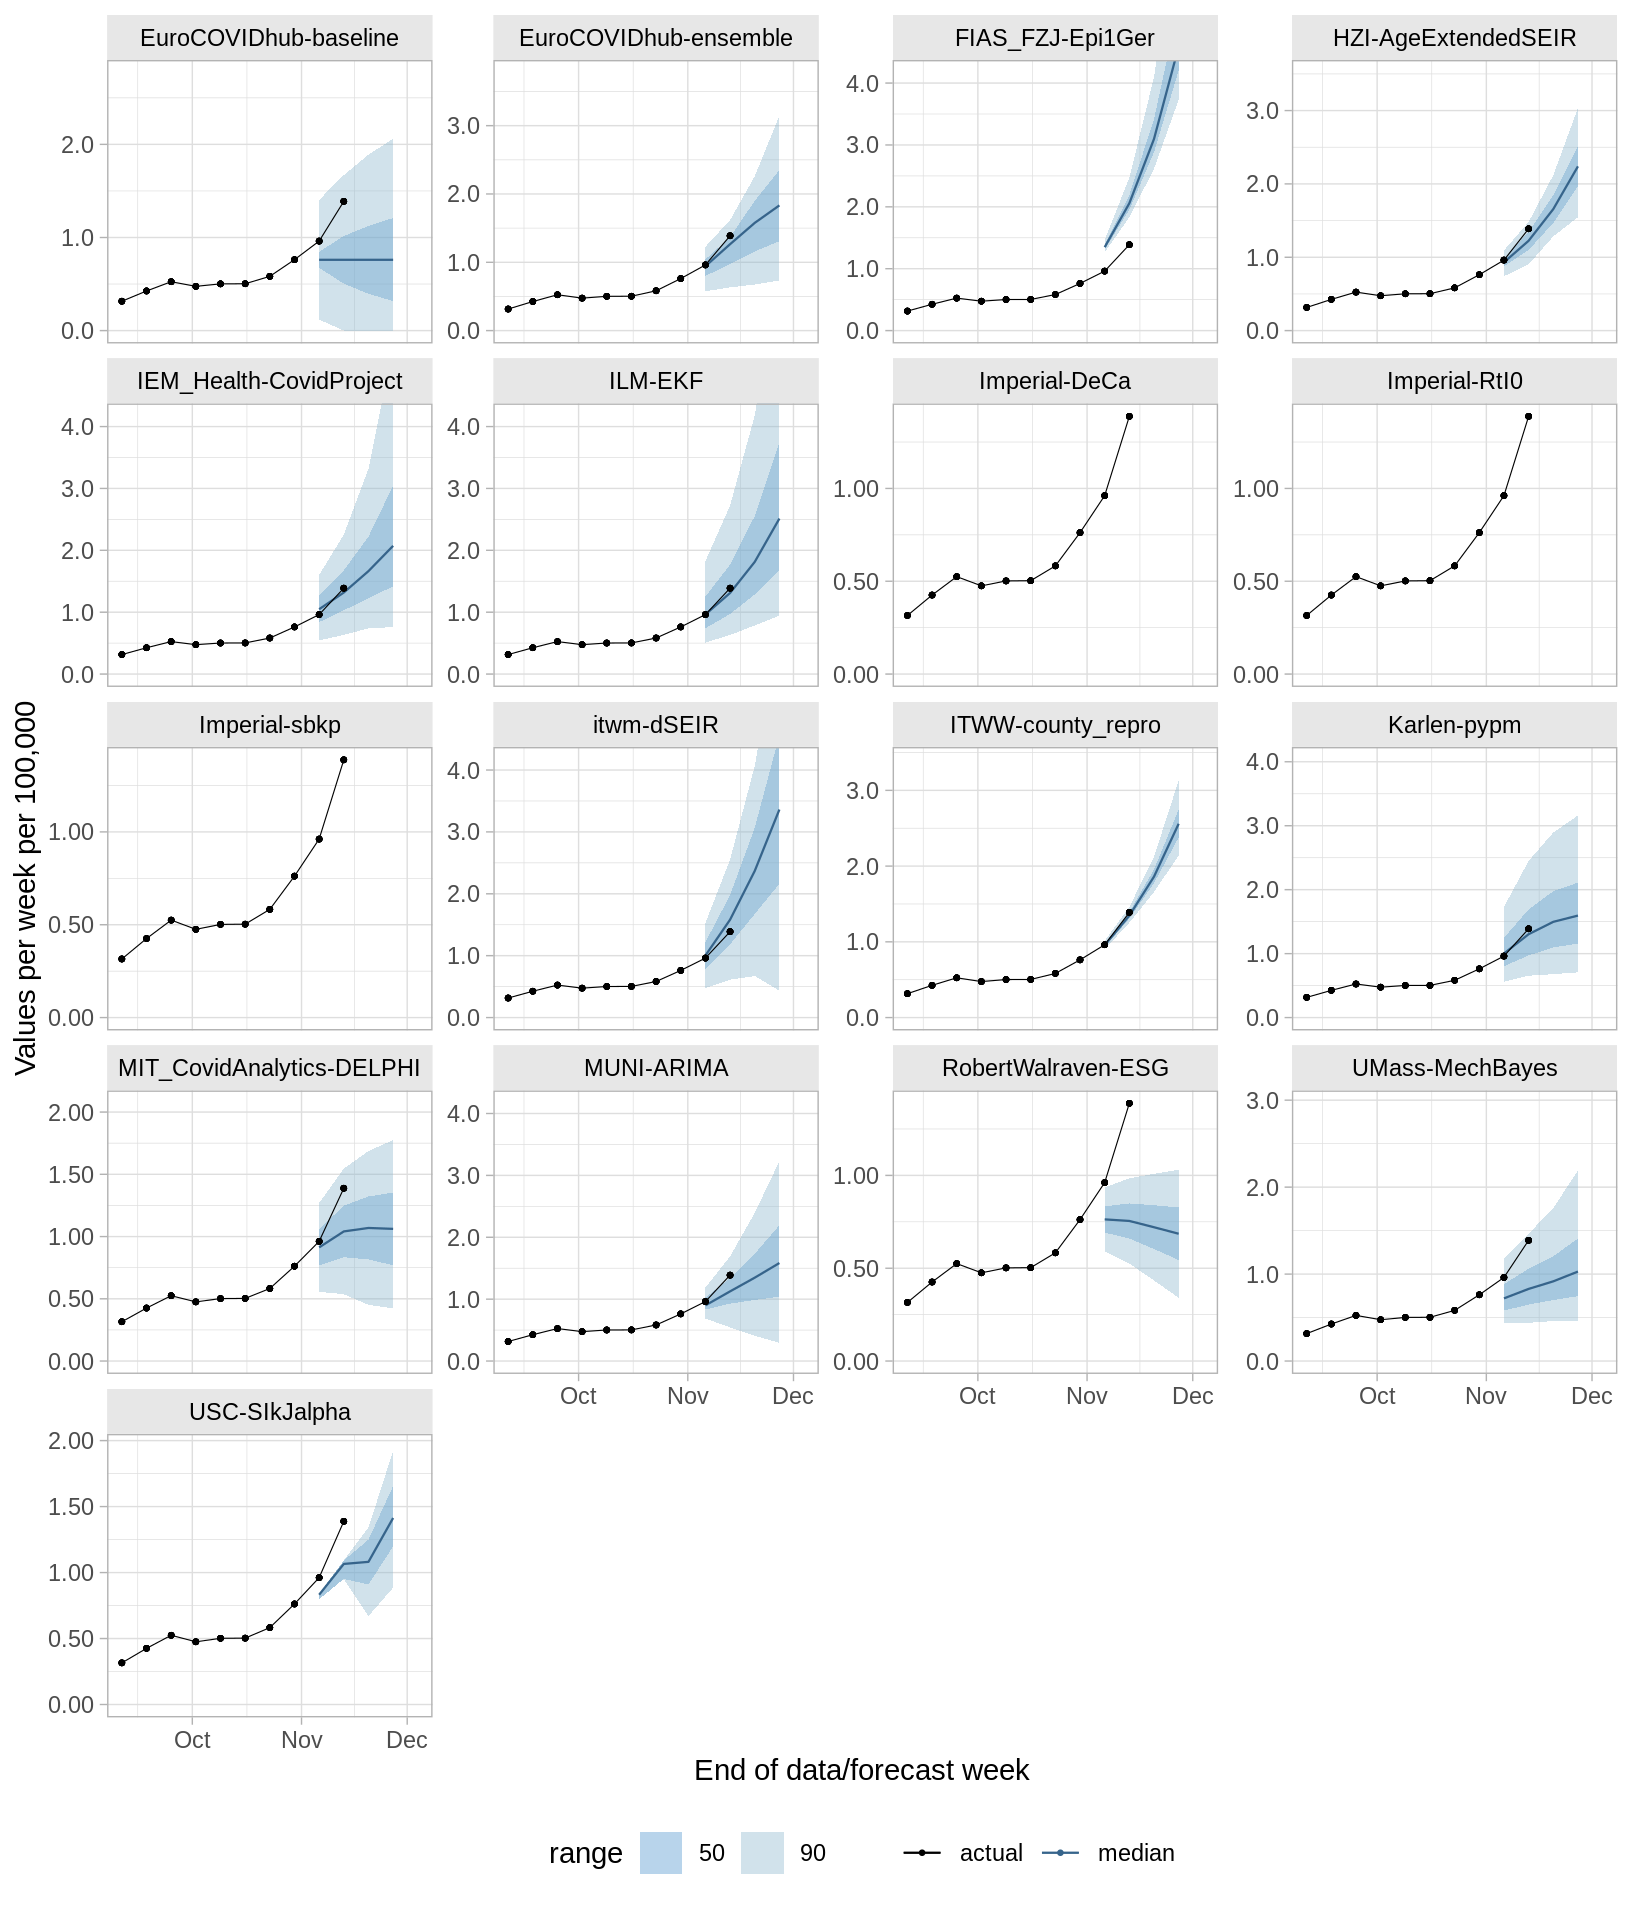 EuroCOVIDhub-baseline
EuroCOVIDhub-ensemble
FIAS_FZJ-Epi1Ger
HZI-AgeExtendedSEIR
2.0
1.0
0.0
3.0
2.0
1.0
0.0
4.0
3.0
2.0
1.0
0.0
3.0
2.0
1.0
0.0
IEM_Health-CovidProject
ILM-EKF
Imperial-DeCa
Imperial-RtI0
4.0
3.0
2.0
1.0
0.0
4.0
3.0
2.0
1.0
0.0
1.00
0.50
0.00
1.00
0.50
0.00
Values per week per 100,000
Imperial-sbkp
itwm-dSEIR
ITWW-county_repro
Karlen-pypm
1.00
0.50
0.00
4.0
3.0
2.0
1.0
0.0
3.0
2.0
1.0
0.0
4.0
3.0
2.0
1.0
0.0
MIT_CovidAnalytics-DELPHI
MUNI-ARIMA
RobertWalraven-ESG
UMass-MechBayes
2.00
1.50
1.00
0.50
0.00
4.0
3.0
2.0
1.0
0.0
1.00
0.50
0.00
3.0
2.0
1.0
0.0
Oct Nov Dec
Oct Nov Dec
Oct Nov Dec
USC-SIkJalpha
2.00
1.50
1.00
0.50
0.00
Oct Nov Dec
End of data/forecast week
range 50 90 actual median